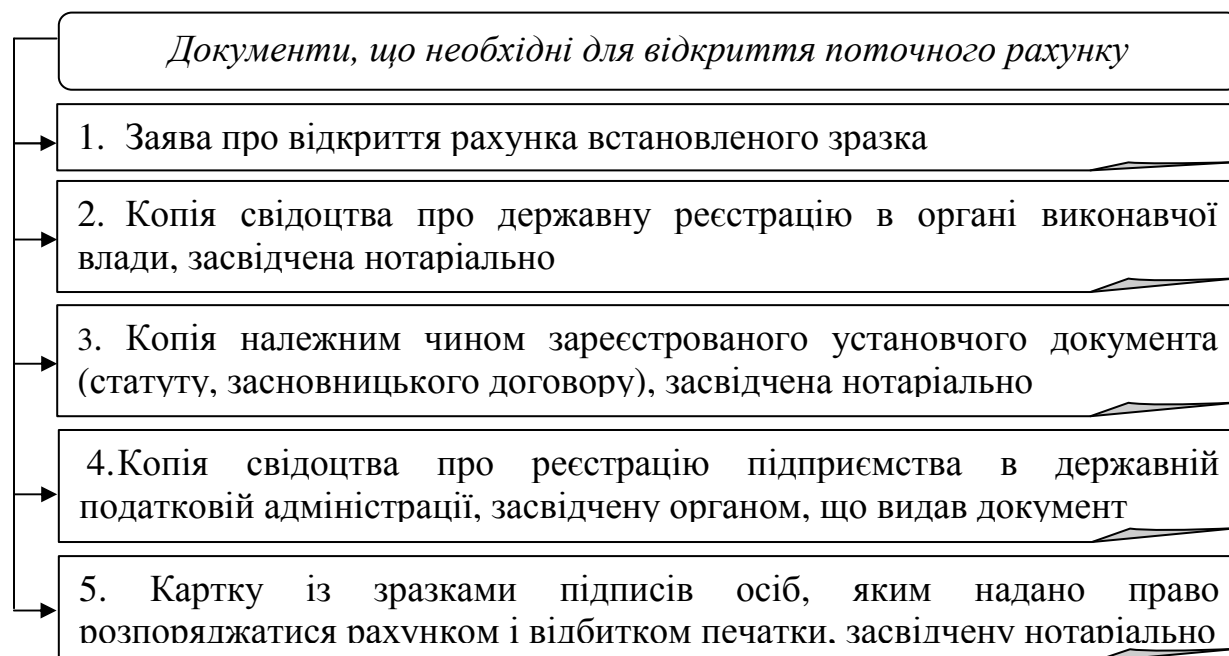 Документи, що необхідні для відкриття поточного рахунку
1. Заява про відкриття рахунка встановленого зразка
2. Копія свідоцтва про державну реєстрацію в органі виконавчої
влади, засвідчена нотаріально
3. Копія належним чином зареєстрованого установчого документа
(статуту, засновницького договору), засвідчена нотаріально
4.Копія свідоцтва про реєстрацію підприємства в державній
податковій адміністрації, засвідчену органом, що видав документ
5. Картку із зразками підписів осіб, яким надано право
розпоряджатися рахунком і відбитком печатки, засвідчену нотаріально